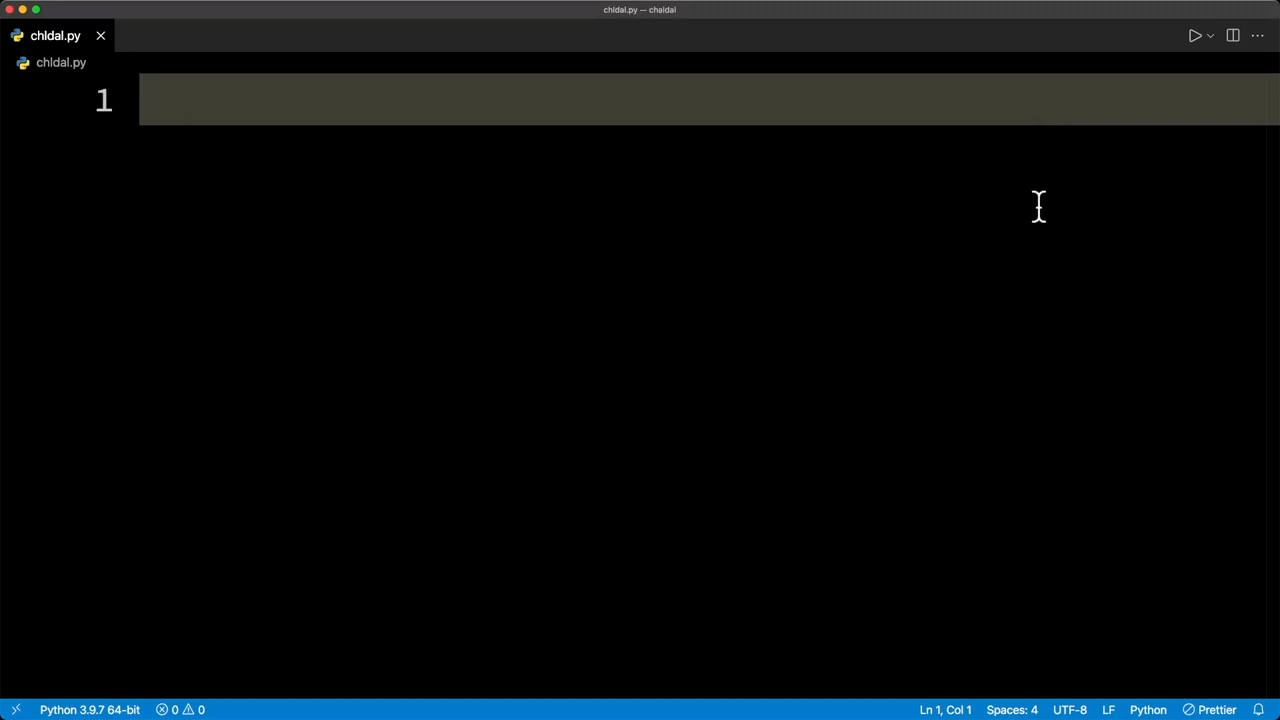 chldal.py — chaldal
chldal.py
chldal.py
1
Python 3.9.7 64-bit 0 0 Ln 1, Col 1 Spaces: 4 UTF-8 LF Python Prettier